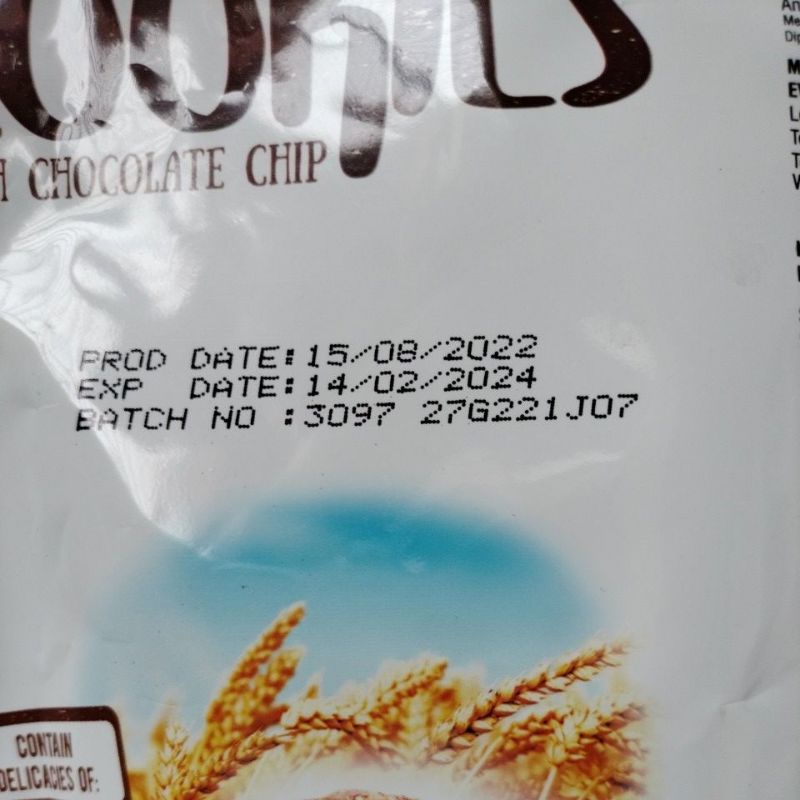 CHOCOLATE CHIP
PROD DATE:15/08/2022
EXP DATE:14/02/2024
BATCH NO :3097 27G221J07
CONTAIN
DELICACIES OF: